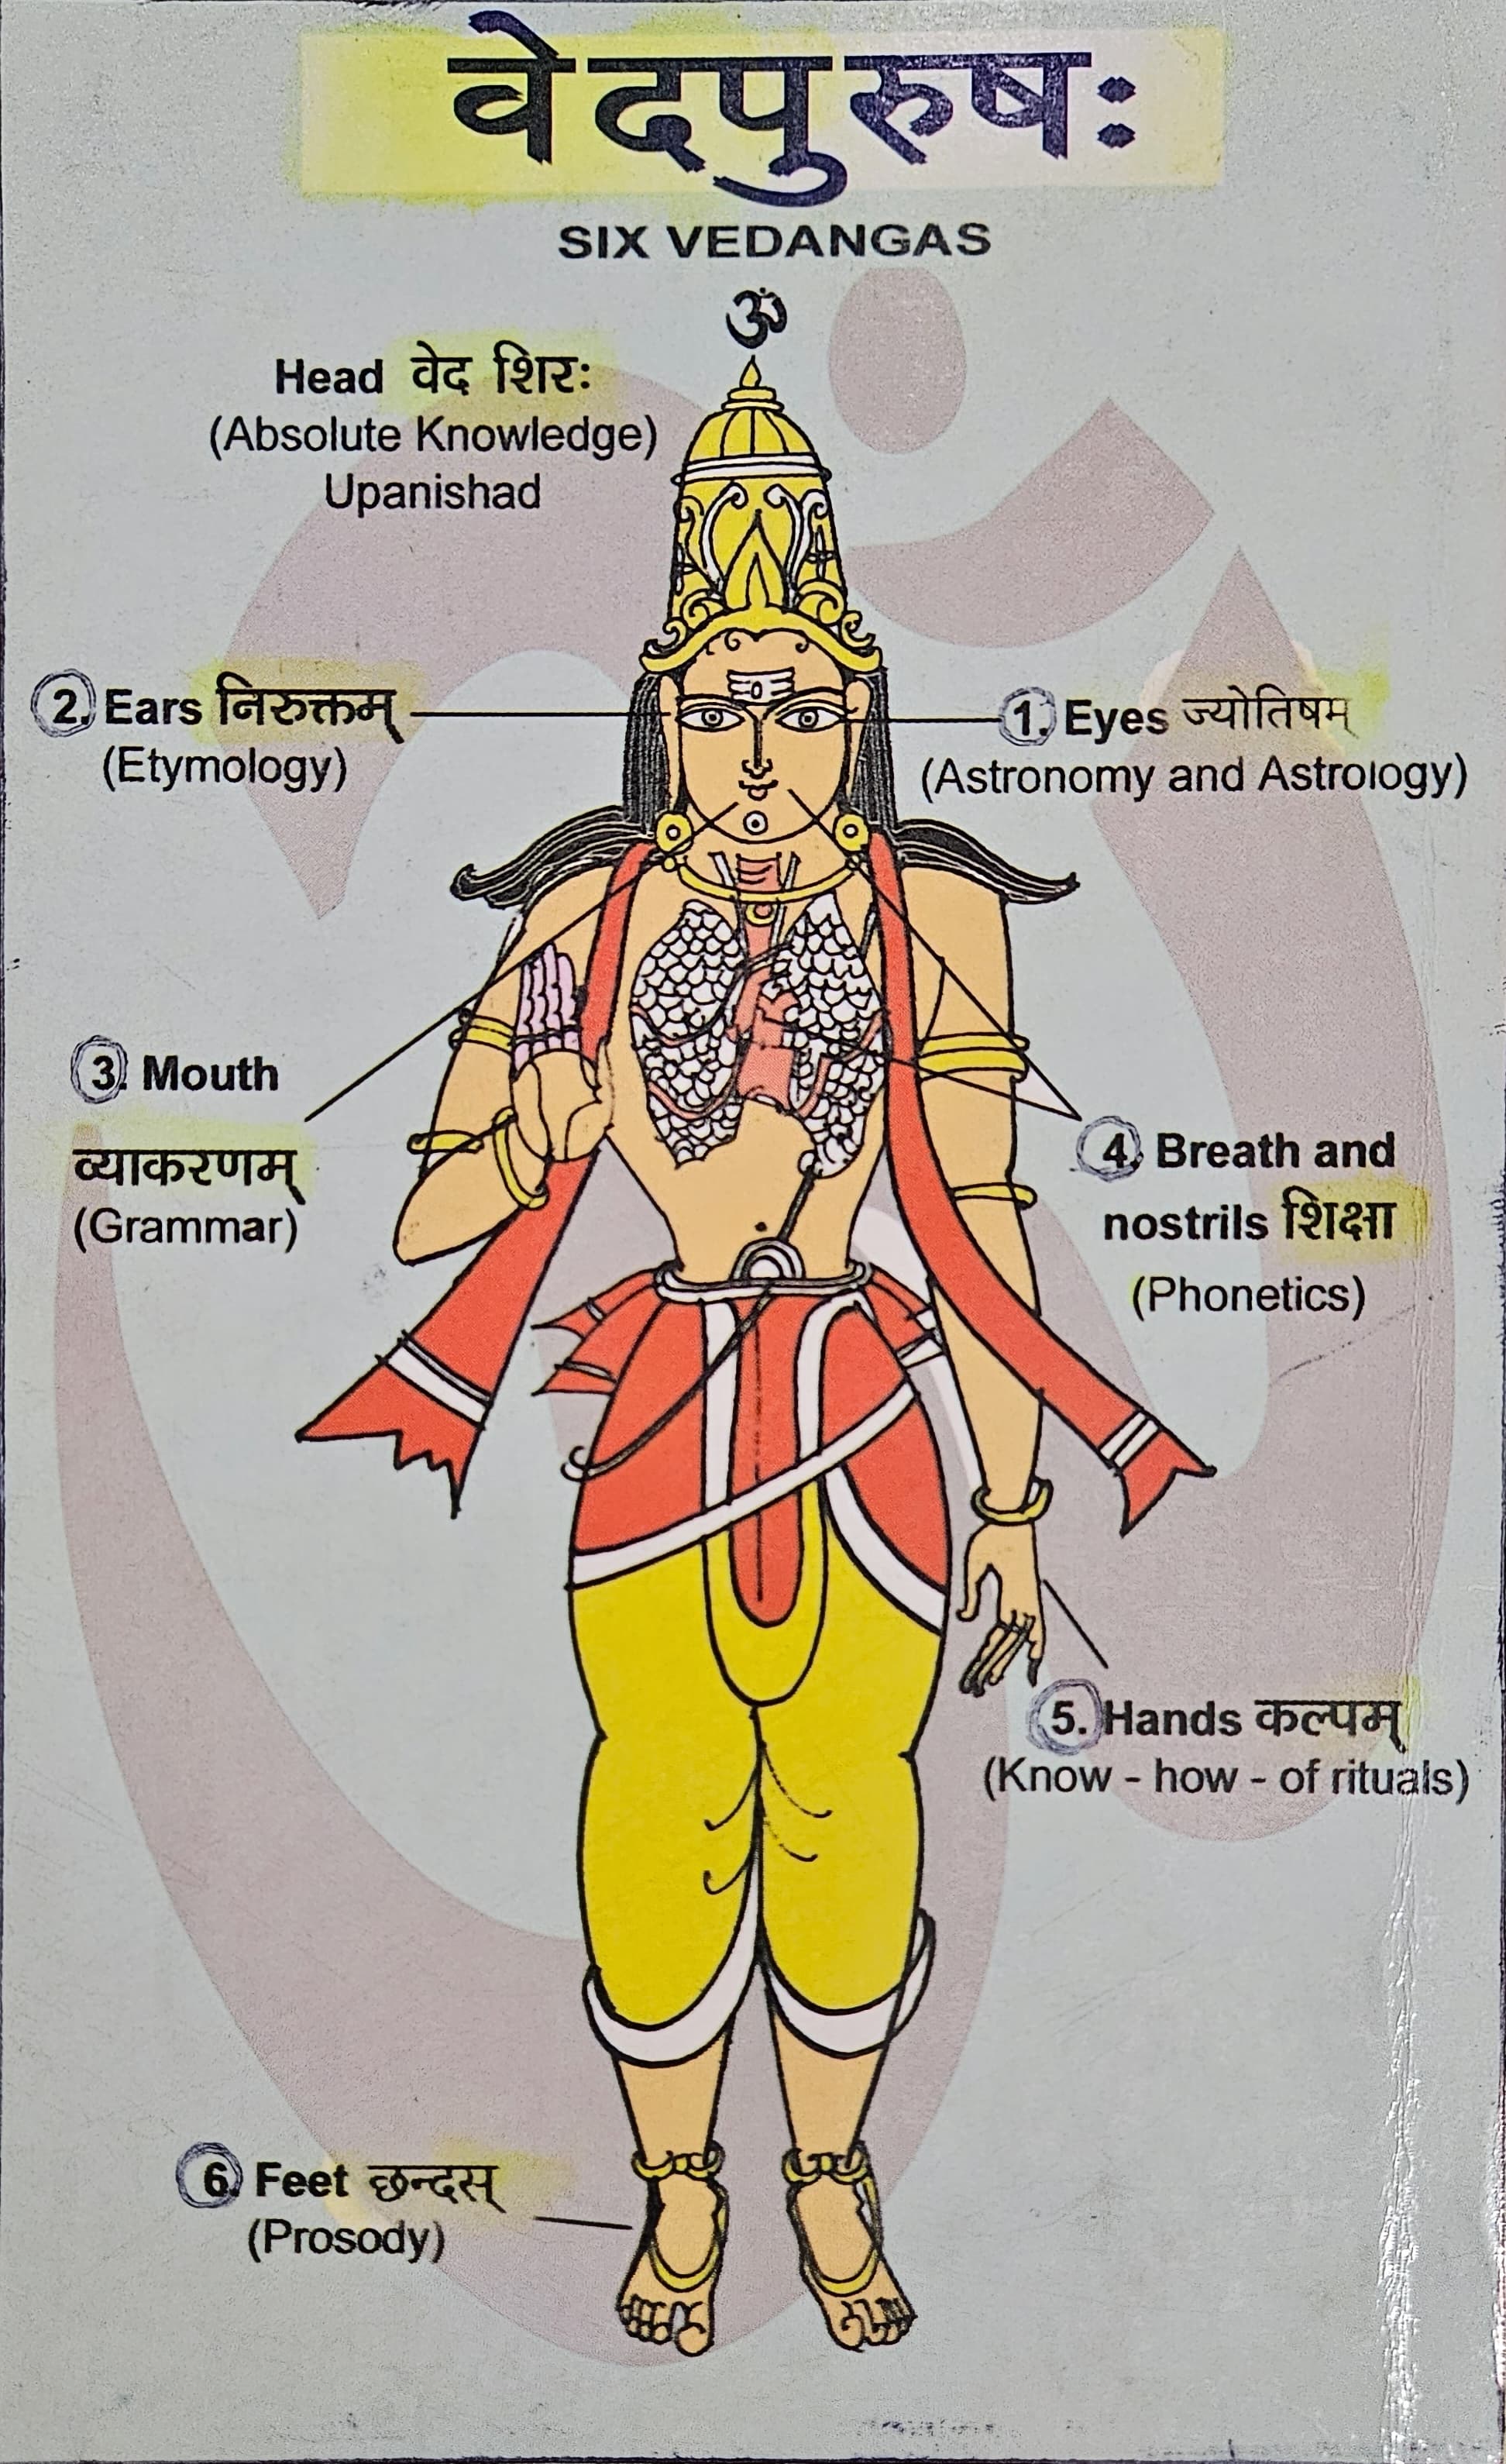 वेदपुरुषः
SIX VEDANGAS
ॐ
Head वेद शिरः
(Absolute Knowledge)
Upanishad
2. Ears निरुक्तम्
(Etymology)
1. Eyes ज्योतिषम्
(Astronomy and Astrology)
3. Mouth
व्याकरणम्
(Grammar)
4. Breath and
nostrils शिक्षा
(Phonetics)
5. Hands कल्पम्
(Know - how - of rituals)
6. Feet छन्दस्
(Prosody)